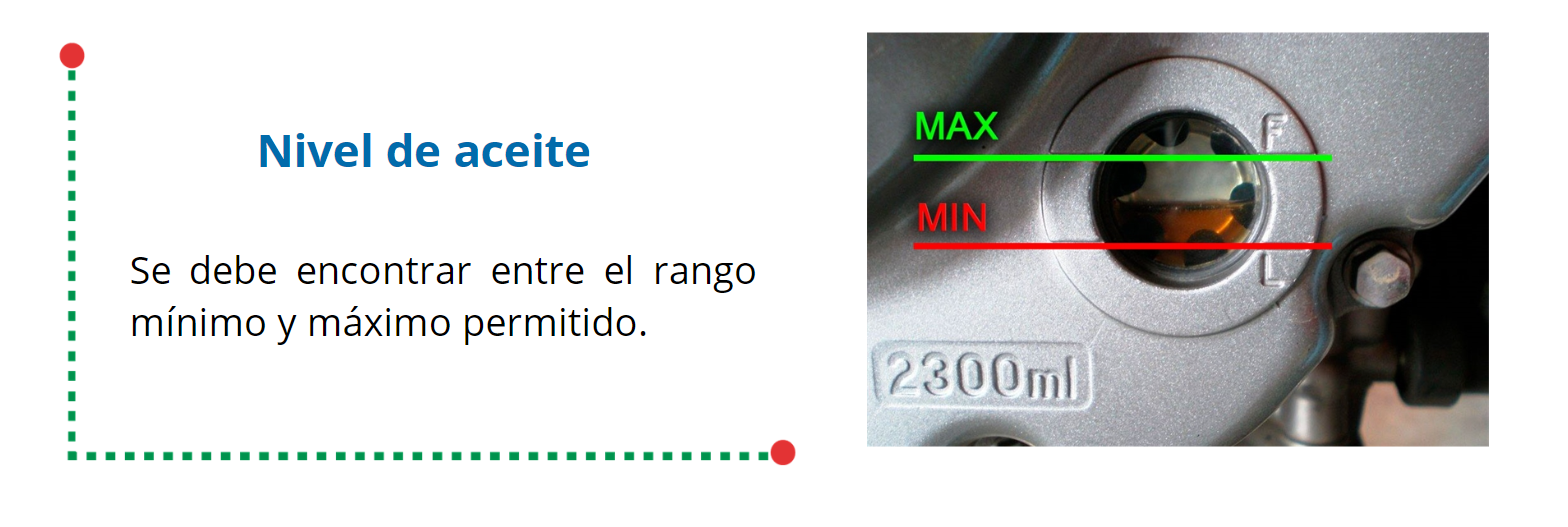 Nivel de aceite
Se debe encontrar entre el rango
mínimo y máximo permitido.
MAX
F
MIN
L
2300ml